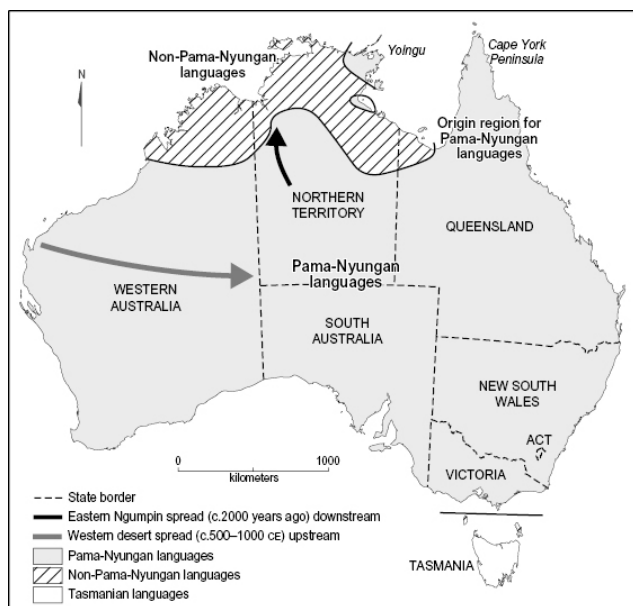 Non-Pama-Nyungan
languages
Yoingu
Cape York
Peninsula
N
Origin region for
Pama-Nyungan
languages
NORTHERN
TERRITORY
QUEENSLAND
Pama-Nyungan
languages
WESTERN
AUSTRALIA
SOUTH
AUSTRALIA
NEW SOUTH
WALES
ACT
VICTORIA
0 1000
kilometers
TASMANIA
State border
Eastern Ngumpin spread (c.2000 years ago) downstream
Western desert spread (c.500–1000 CE) upstream
Pama-Nyungan languages
Non-Pama-Nyungan languages
Tasmanian languages